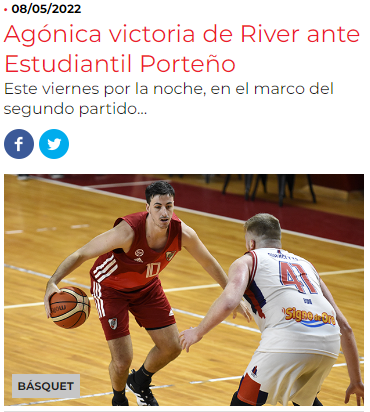 08/05/2022
Agónica victoria de River ante
Estudiantil Porteño
Este viernes por la noche, en el marco del
segundo partido...
10
41
BÁSQUET